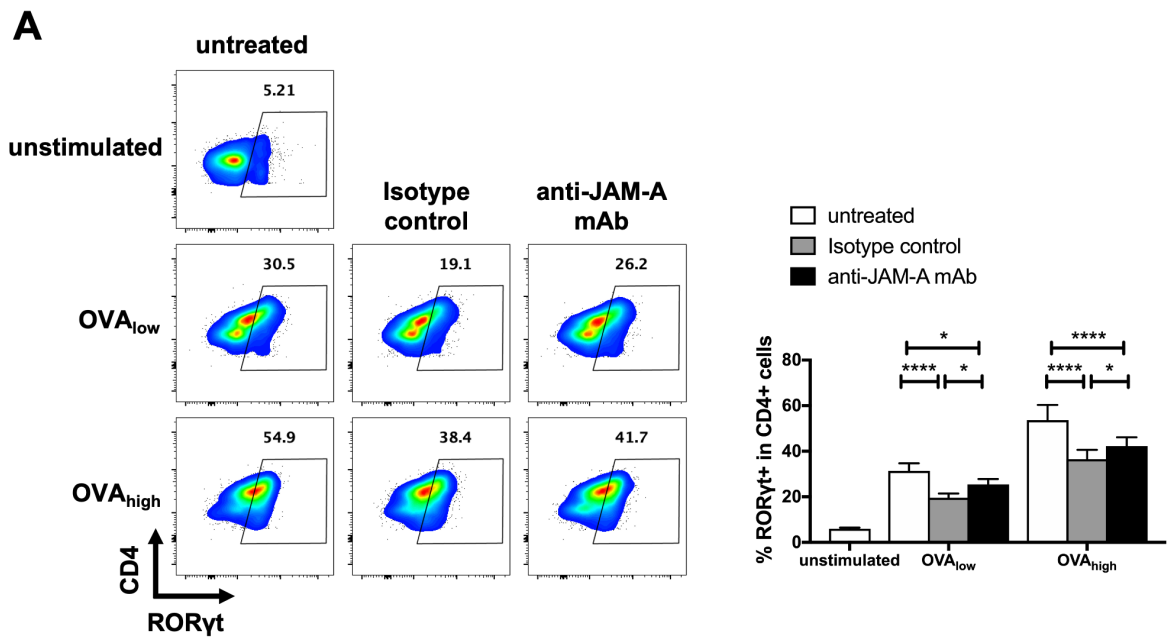 A
untreated
unstimulated
5.21
Isotype
control
anti-JAM-A
mAb
OVAlow
30.5
19.1
26.2
OVAhigh
54.9
38.4
41.7
CD4
RORγt
untreated
Isotype control
anti-JAM-A mAb
% RORγt+ in CD4+ cells
80
60
40
20
0
*
****
*
****
****
*
unstimulated
OVAlow
OVAhigh